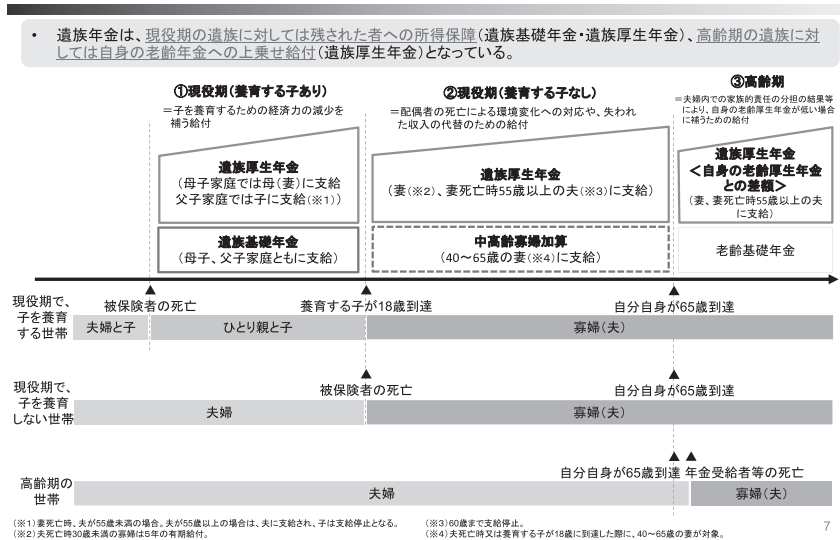 • 遺族年金は、現役期の遺族に対しては残された者への所得保障（遺族基礎年金・遺族厚生年金）、高齢期の遺族に対
しては自身の老齢年金への上乗せ給付（遺族厚生年金）となっている。
①現役期（養育する子あり）
＝子を養育するための経済力の減少を
補う給付
②現役期（養育する子なし）
＝配偶者の死亡による環境変化への対応や、失われ
た収入の代替のための給付
③高齢期
＝夫婦内での家族的責任の分担の結果等
により、自身の老齢厚生年金が低い場合
に補うための給付
遺族厚生年金
（母子家庭では母（妻）に支給
父子家庭では子に支給（※１））
遺族厚生年金
（妻（※２）、妻死亡時55歳以上の夫（※３）に支給）
遺族厚生年金
＜自身の老齢厚生年金
との差額＞
（妻、妻死亡時55歳以上の夫
に支給）
遺族基礎年金
（母子、父子家庭ともに支給）
中高齢寡婦加算
（40～65歳の妻（※４）に支給）
老齢基礎年金
現役期で、
子を養育
する世帯
被保険者の死亡
養育する子が18歳到達
自分自身が65歳到達
夫婦と子
ひとり親と子
寡婦（夫）
現役期で、
子を養育
しない世帯
被保険者の死亡
自分自身が65歳到達
夫婦
寡婦（夫）
高齢期の
世帯
自分自身が65歳到達
年金受給者等の死亡
夫婦
寡婦（夫）
（※１）妻死亡時、夫が55歳未満の場合。夫が55歳以上の場合は、夫に支給され、子は支給停止となる。
（※２）夫死亡時30歳未満の寡婦は5年の有期給付。
（※３）60歳まで支給停止。
（※４）夫死亡時又は養育する子が18歳に到達した際に、40～65歳の妻が対象。
7